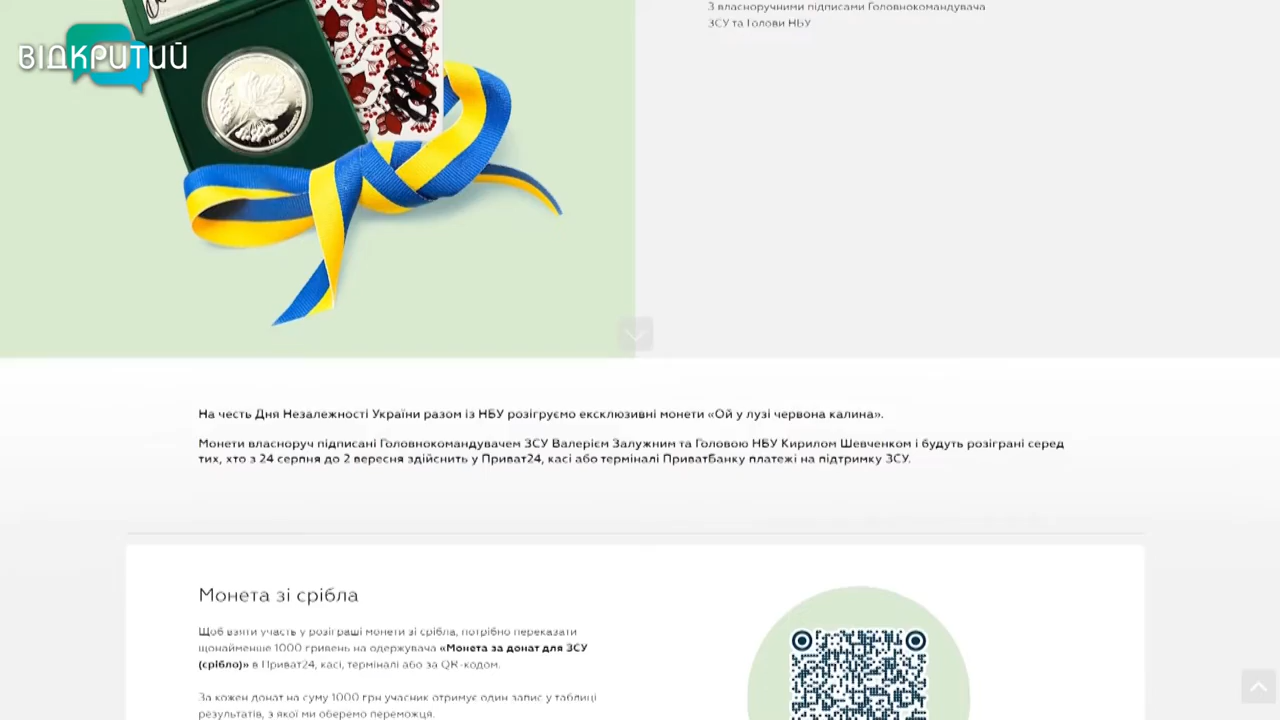 З власноручними підписами Головнокомандувача
ЗСУ та Голови НБУ
ВІДКРИТИЙ
На честь Дня Незалежності України разом із НБУ розігруємо ексклюзивні монети «Ой у лузі червона калина».
Монети власноруч підписані Головнокомандувачем ЗСУ Валерієм Залужним та Головою НБУ Кирилом Шевченком і будуть розіграні серед
тих, хто з 24 серпня до 2 вересня здійснить у Приват24, касі або терміналі ПриватБанку платежі на підтримку ЗСУ.
Монета зі срібла
Щоб взяти участь у розіграші монети зі срібла, потрібно переказати
щонайменше 1000 гривень на одержувача «Монета за донат для ЗСУ
(срібло)» в Приват24, касі, терміналі або за QR-кодом.
За кожен донат на суму 1000 грн учасник отримує один запис у таблиці
результатів, з якої ми оберемо переможця.